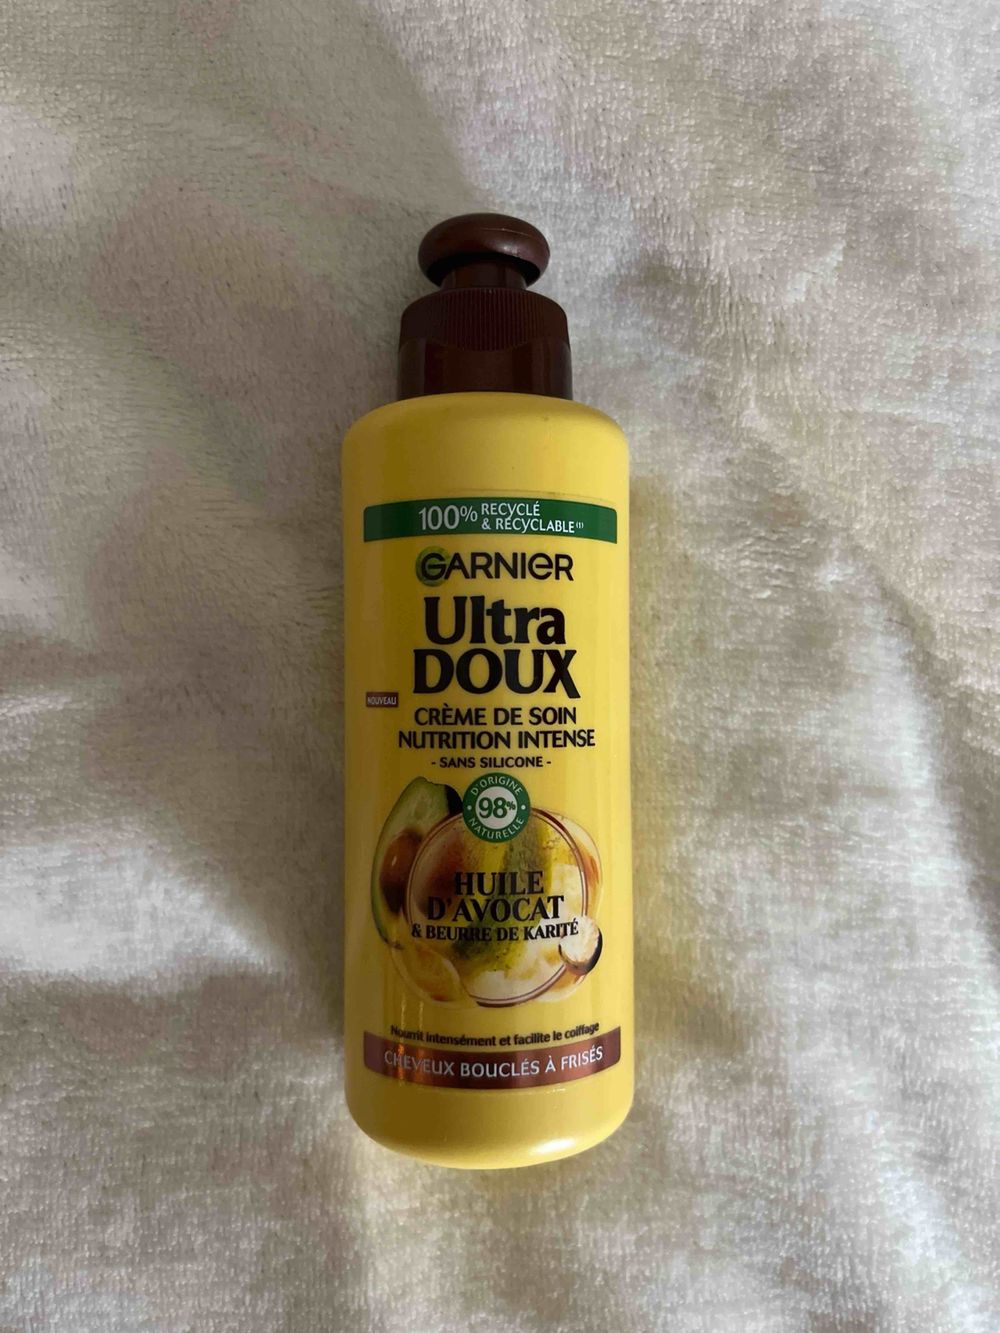 100% RECYCLÉ
& RECYCLABLE (1)
GARNIER
Ultra
DOUX
NOUVEAU
CRÈME DE SOIN
NUTRITION INTENSE
- SANS SILICONE -
D'ORIGINE
98%
NATURELLE
HUILE
D'AVOCAT
& BEURRE DE KARITÉ
Nourrit intensément et facilite le coiffage
CHEVEUX BOUCLÉS À FRISÉS